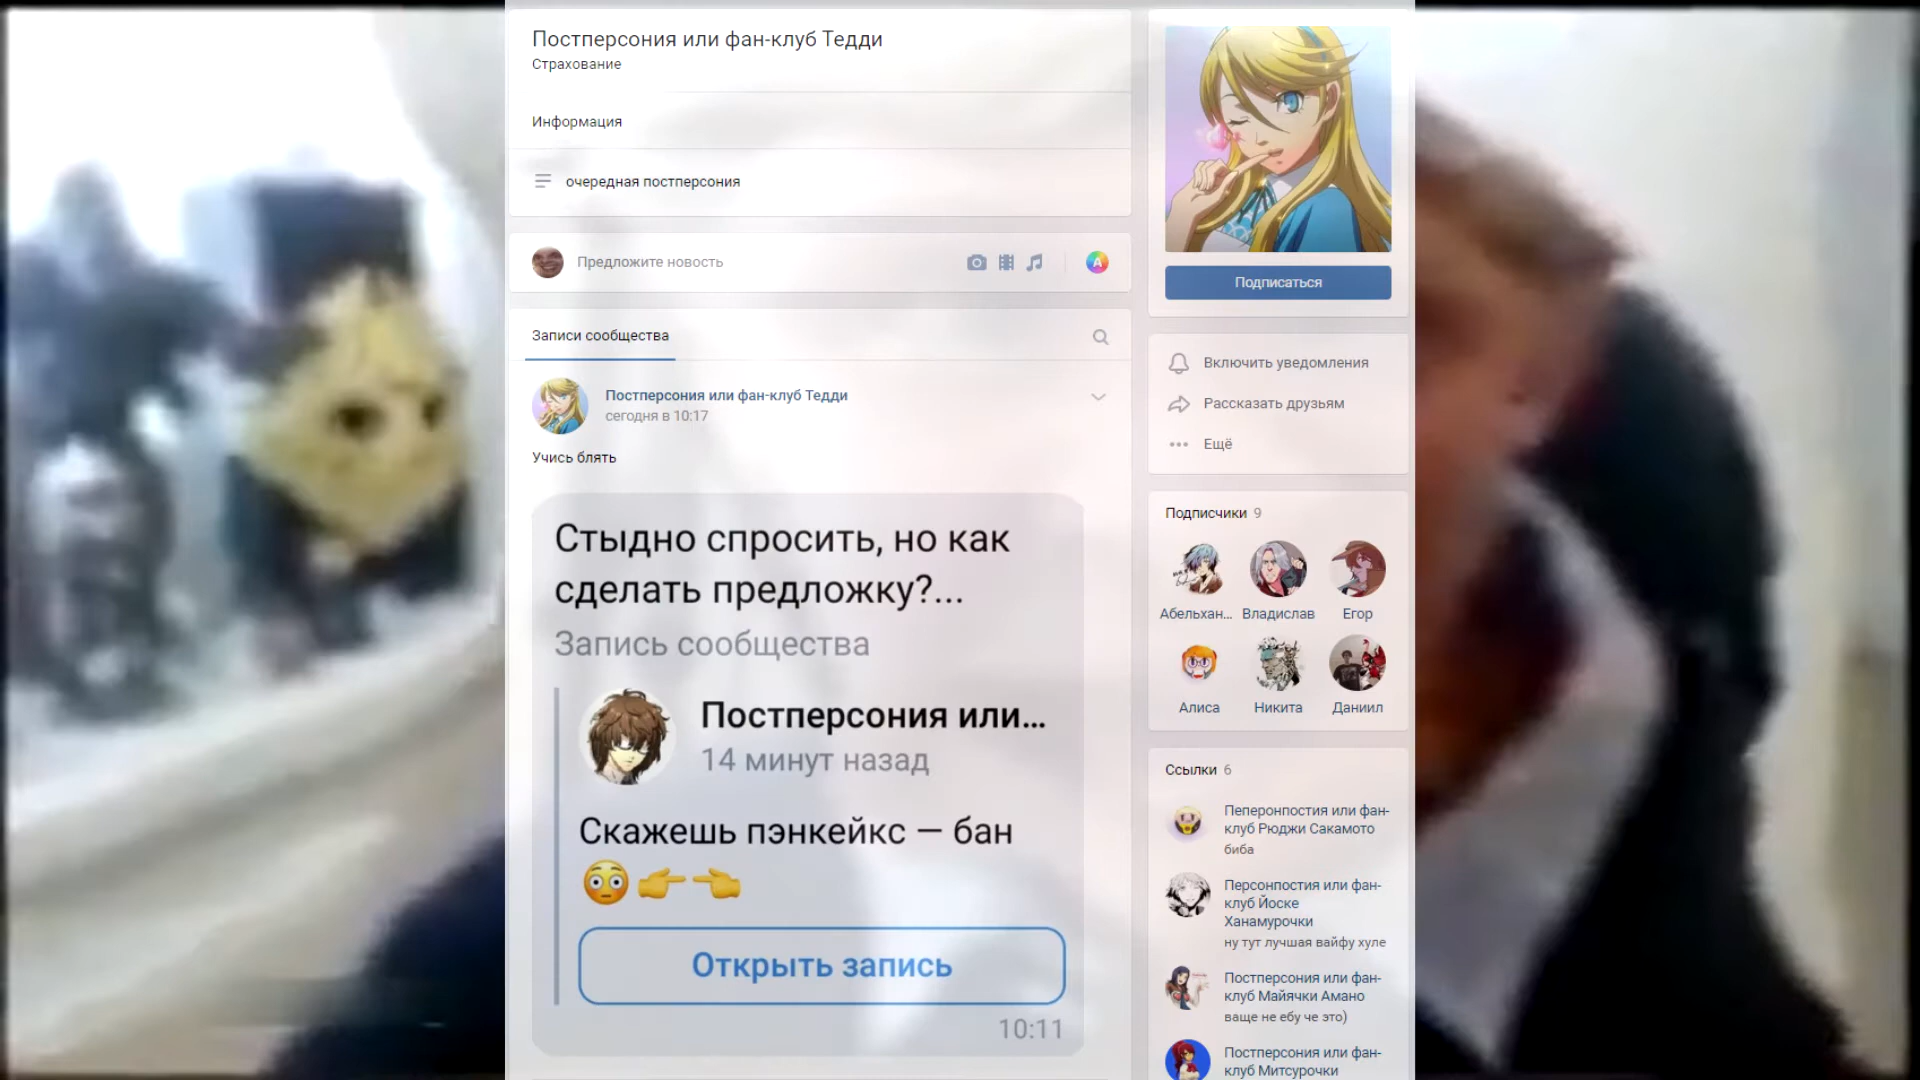 Постперсония или фан-клуб Тедди
Страхование
Информация
очередная постперсония
Предложите новость
Записи сообщества
Постперсония или фан-клуб Тедди
сегодня в 10:17
Учись блять
Стыдно спросить, но как
сделать предложку?...
Запись сообщества
Постперсония или...
14 минут назад
Скажешь пэнкейкс — бан
😳👉👈
Открыть запись
10:11
Подписаться
Включить уведомления
Рассказать друзьям
Ещё
Подписчики 9
Абельхан...
Владислав
Егор
Алиса
Никита
Даниил
Ссылки 6
Пеперонпостия или фан-
клуб Рюджи Сакамото
биба
Персонпостия или фан-
клуб Йоске
Ханамурочки
ну тут лучшая вайфу хуле
Постперсония или фан-
клуб Майячки Амано
ваще не ебу че это)
Постперсония или фан-
клуб Митсурочки